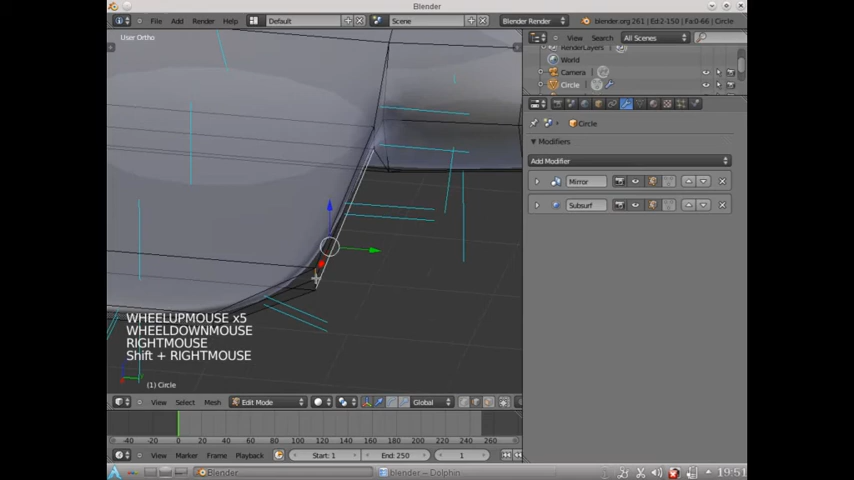 Blender
File Add Render Help Default Scene Blender Render blender.org 261 | Ed:2-150 | Fa:0-66 | Circle
User Ortho
View Search All Scenes
RenderLayers
World
Camera
Circle
Circle
Modifiers
Add Modifier
Mirror
Subsurf
WHEELUPMOUSE x5
WHEELDOWNMOUSE
RIGHTMOUSE
Shift + RIGHTMOUSE
(1) Circle
View Select Mesh Edit Mode Global
-40 -20 0 20 40 60 80 100 120 140 160 180 200 220 240 260
View Marker Frame Playback Start: 1 End: 250 1
Blender blender – Dolphin 19:51